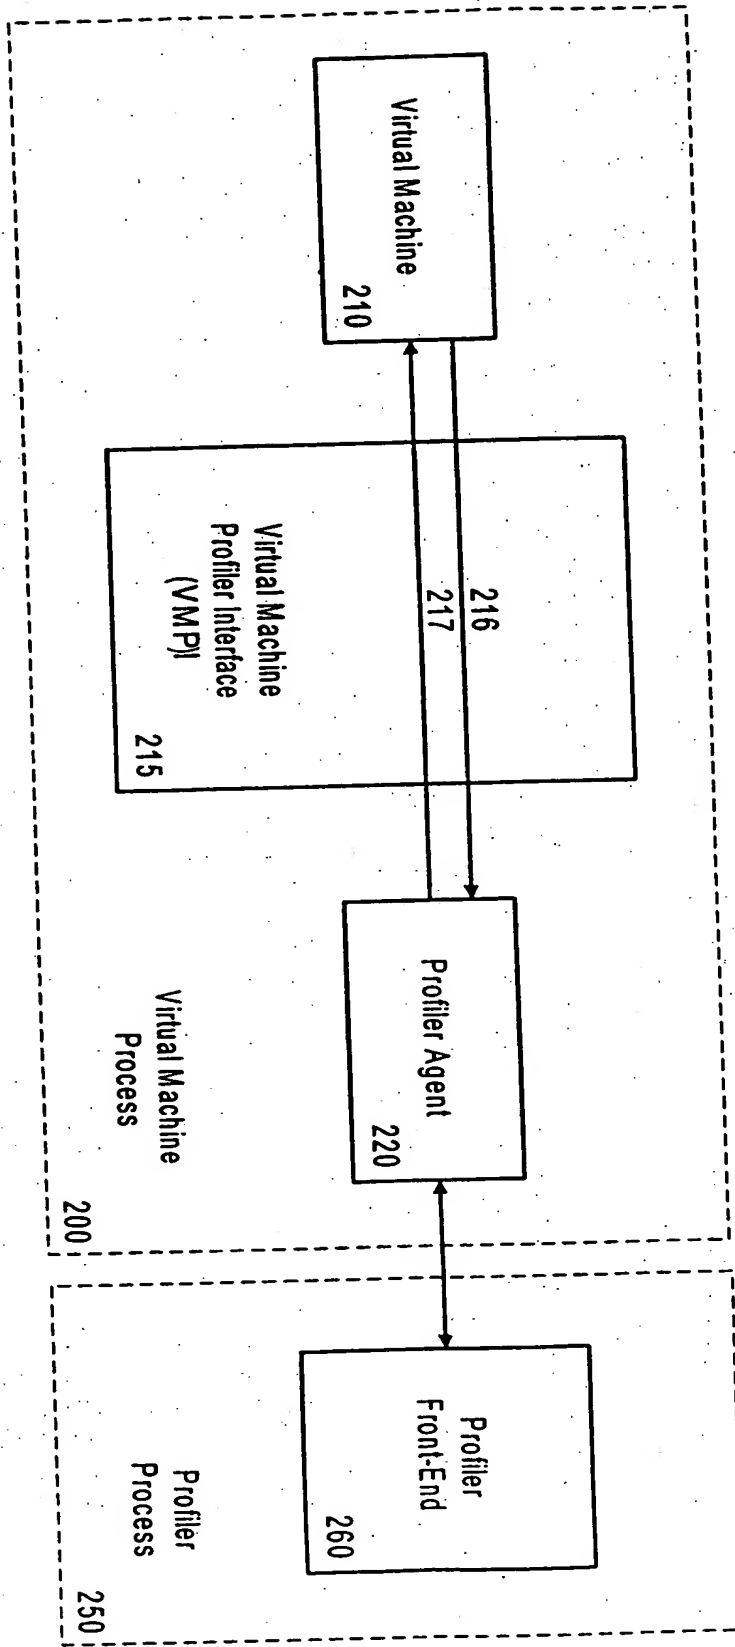 Virtual Machine
210
216
217
Virtual Machine
Profiler Interface
(VMP)I
215
Profiler Agent
220
Virtual Machine
Process
200
Profiler
Front-End
260
Profiler
Process
250